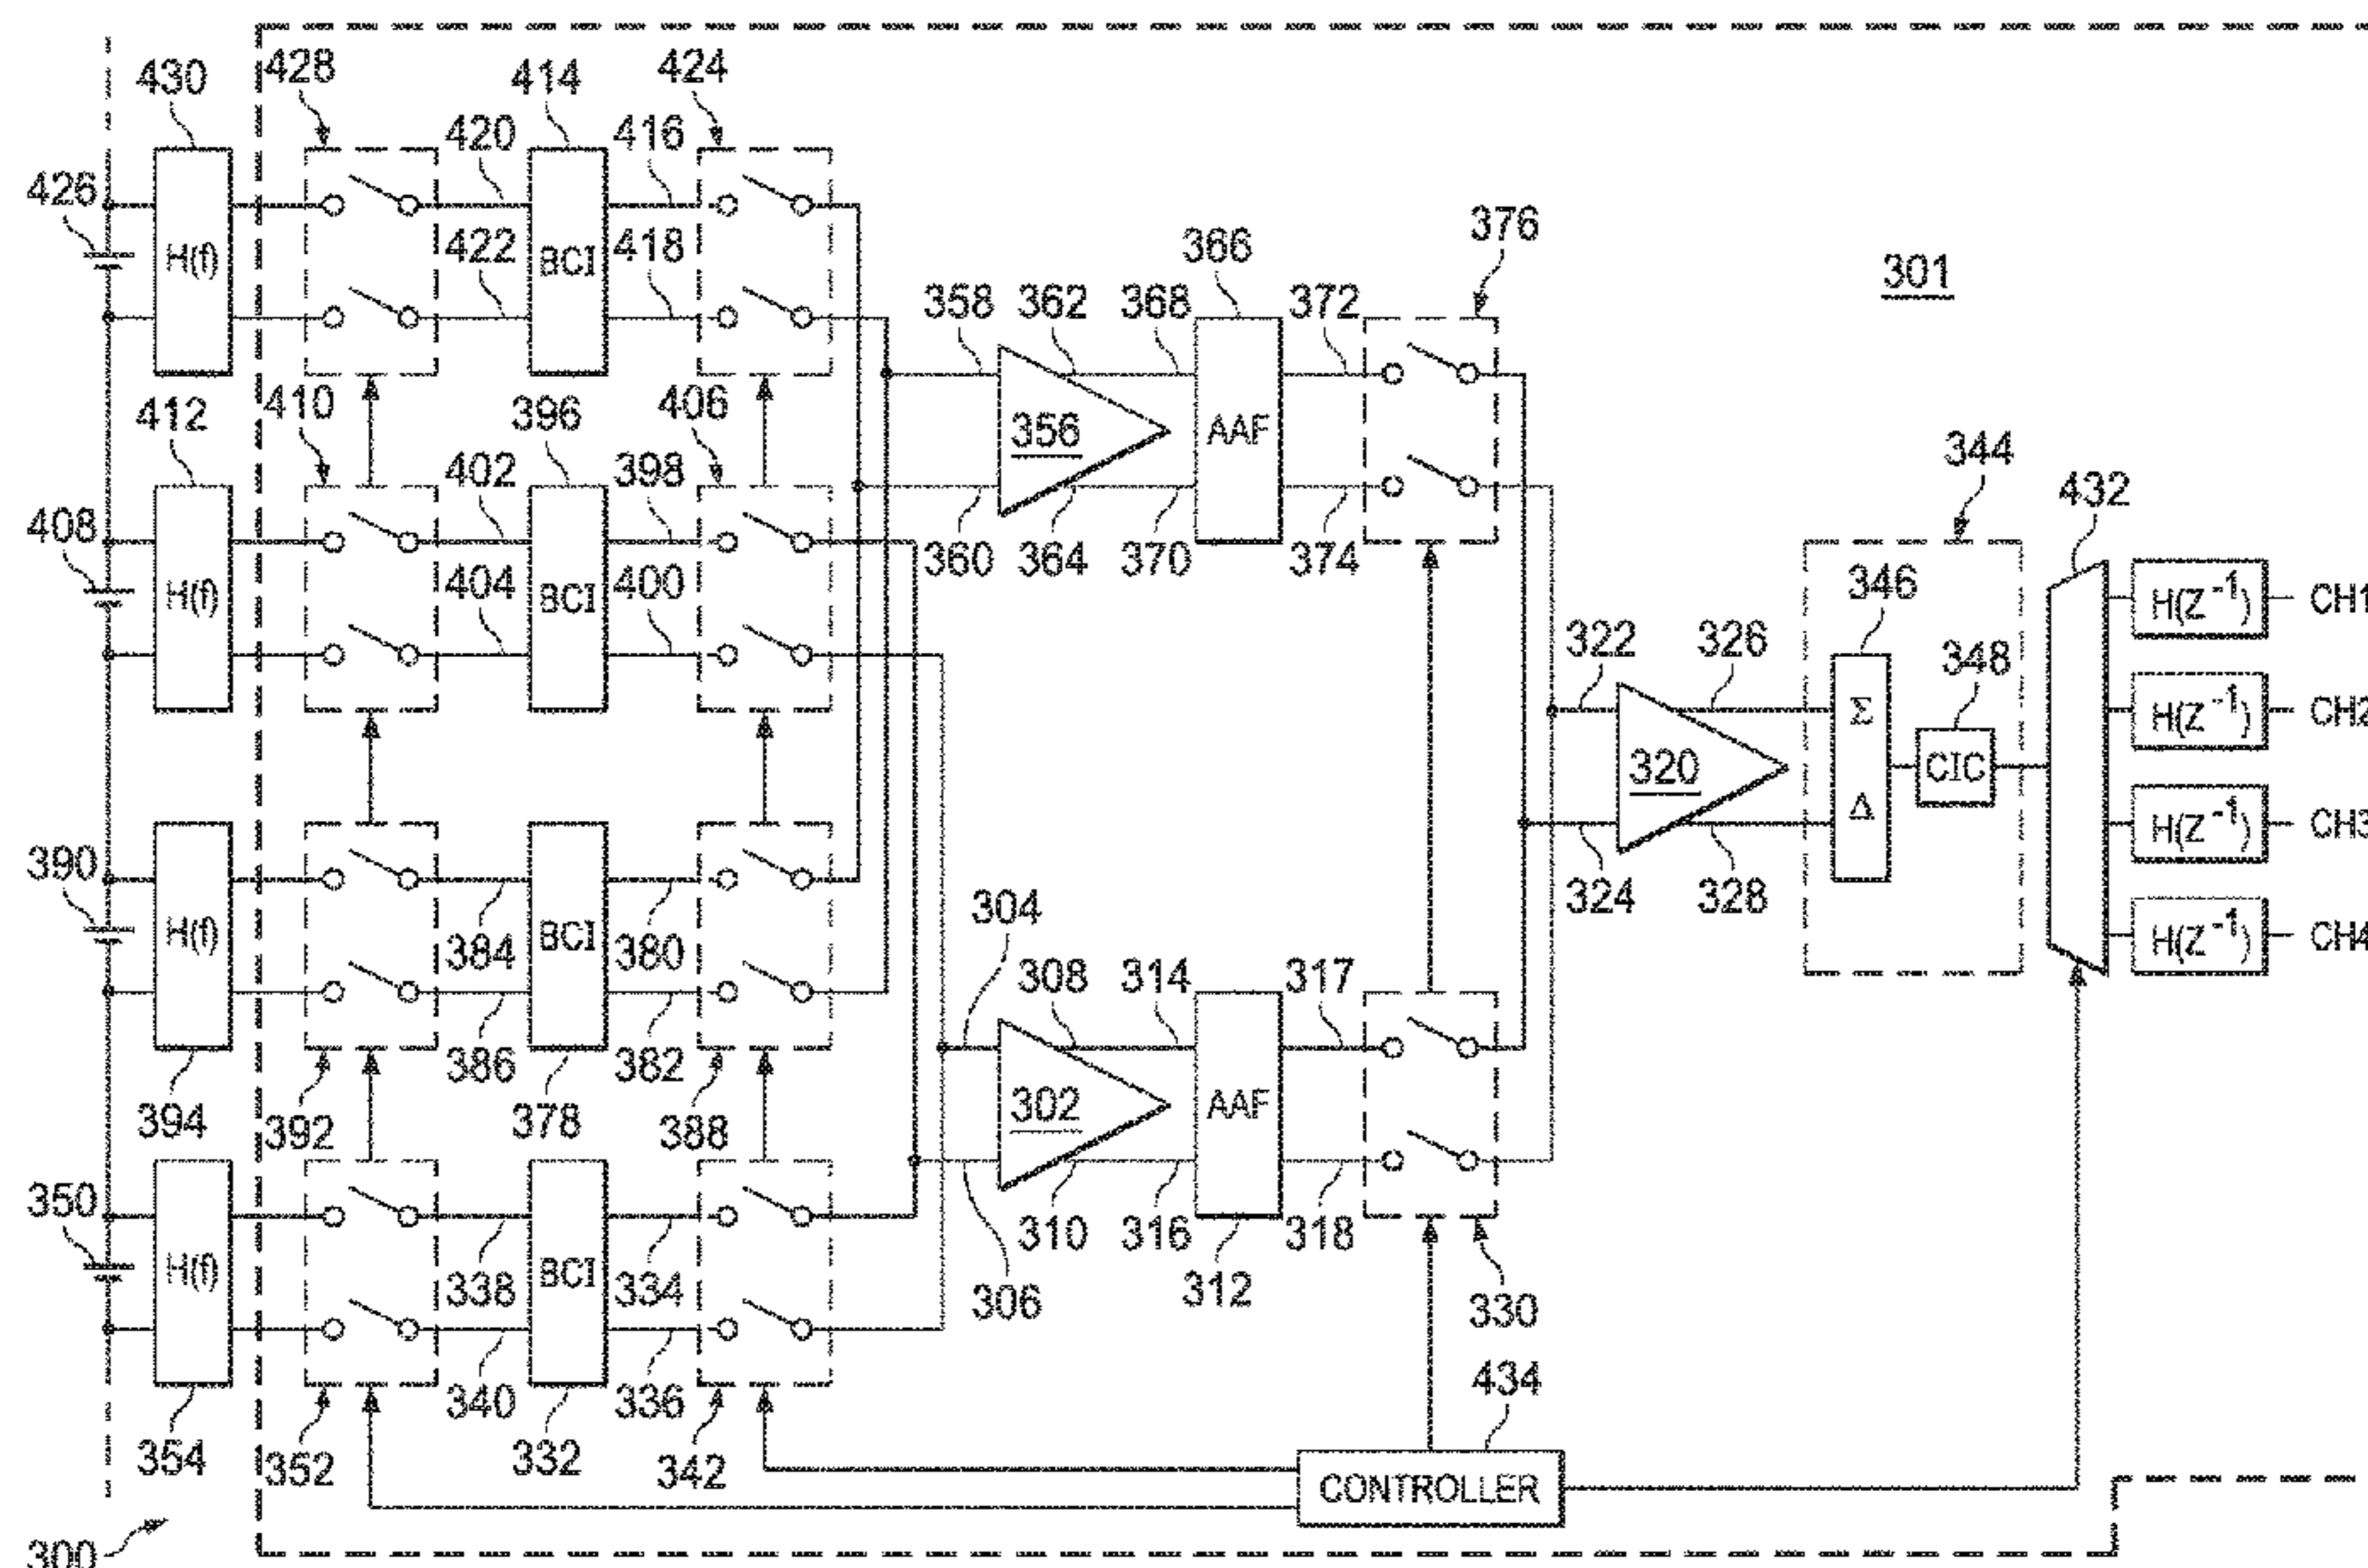 430 428 414 424
420 416
426 H(f) 422 BCI 418
376
366
301
358 362 368 372
356 AAF
412 410 396 406
402 398
408 H(f) 404 BCI 400
360 364 370 374
344 432
346
348
H(Z⁻¹) CH1
322 326
Σ
H(Z⁻¹) CH2
320 CIC
Δ
H(Z⁻¹) CH3
324 328
H(Z⁻¹) CH4
390 H(f) 384 BCI 380
386 382
394 392 378 388
304
308 314 317
302 AAF
350 H(f) 338 BCI 334
340 336
306 310 316 318
312 330
354 352 332 342
434
CONTROLLER
300